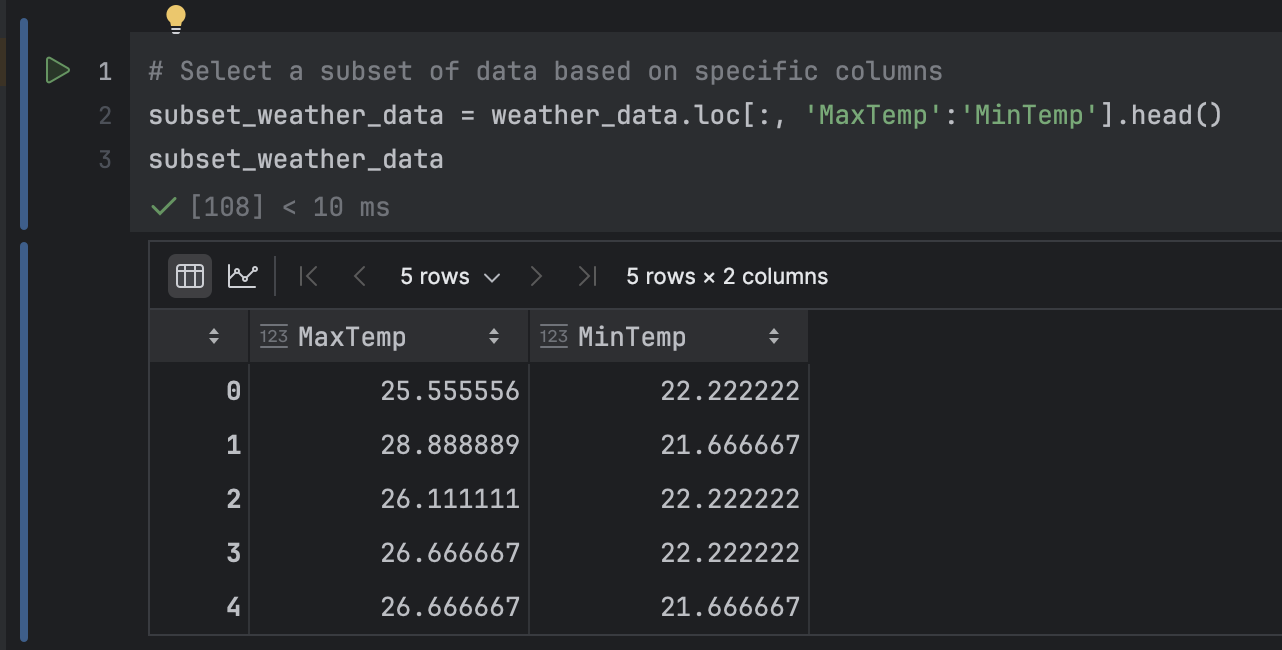 1 # Select a subset of data based on specific columns
2 subset_weather_data = weather_data.loc[:, 'MaxTemp':'MinTemp'].head()
3 subset_weather_data
[108] < 10 ms
5 rows 5 rows × 2 columns
123 MaxTemp 123 MinTemp
0 25.555556 22.222222
1 28.888889 21.666667
2 26.111111 22.222222
3 26.666667 22.222222
4 26.666667 21.666667